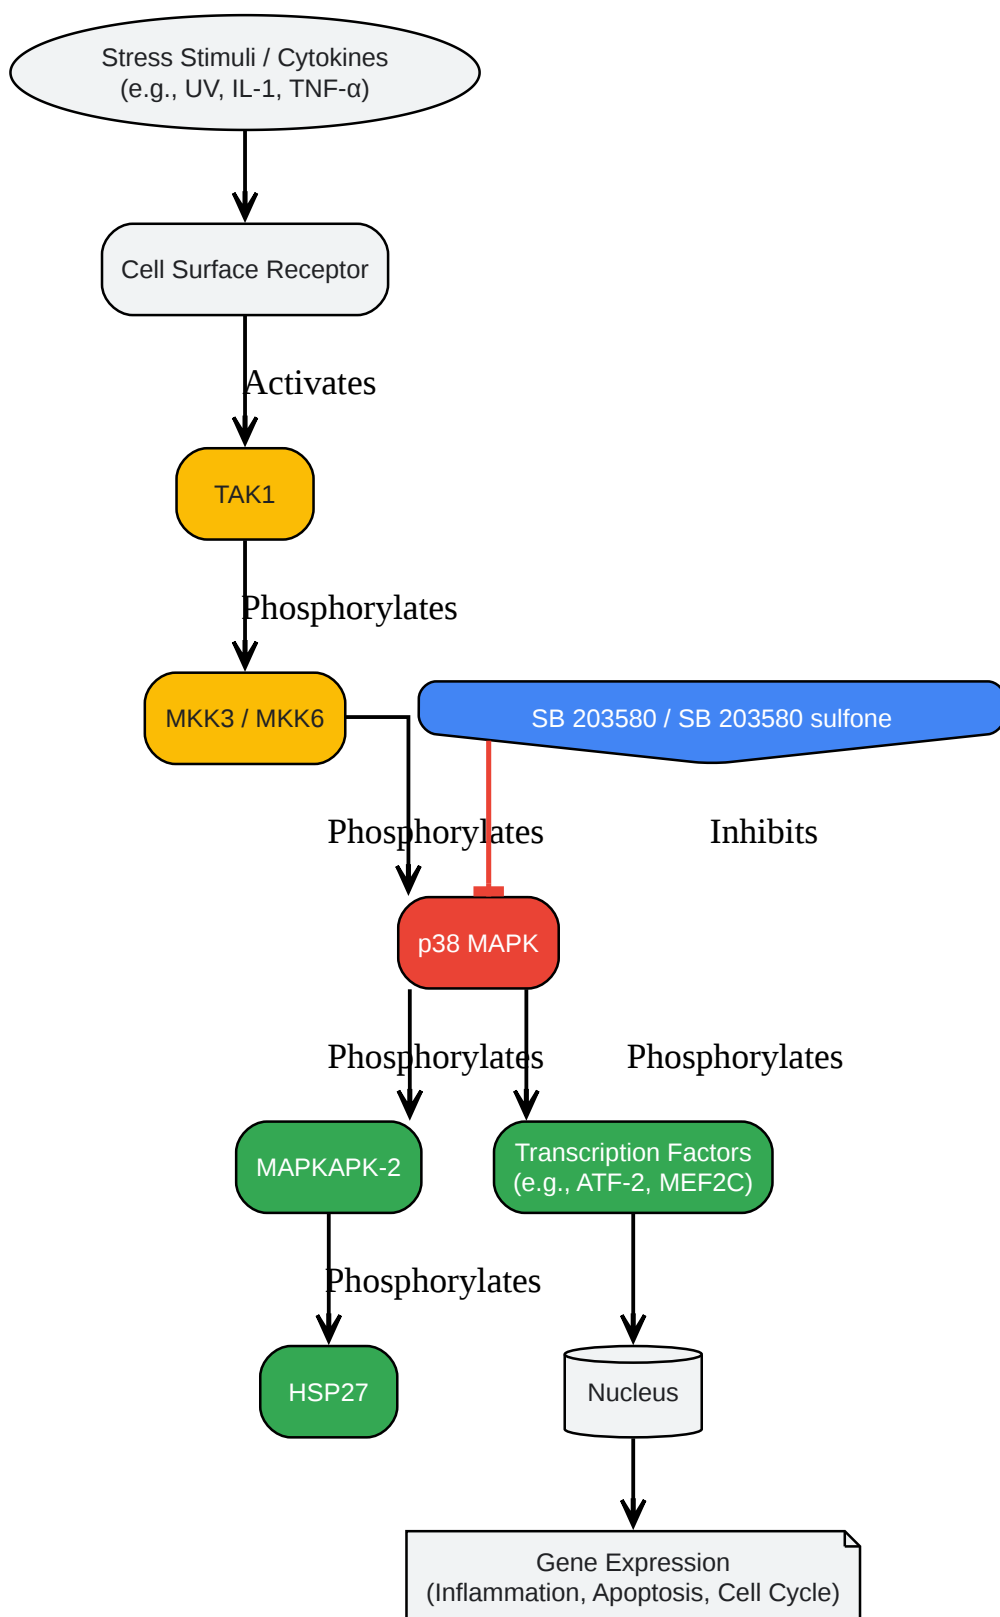 Stress Stimuli / Cytokines
(e.g., UV, IL-1, TNF-α)
Cell Surface Receptor
Activates
TAK1
Phosphorylates
MKK3 / MKK6
SB 203580 / SB 203580 sulfone
Phosphorylates
Inhibits
p38 MAPK
Phosphorylates
Phosphorylates
MAPKAPK-2
Transcription Factors
(e.g., ATF-2, MEF2C)
Phosphorylates
HSP27
Nucleus
Gene Expression
(Inflammation, Apoptosis, Cell Cycle)